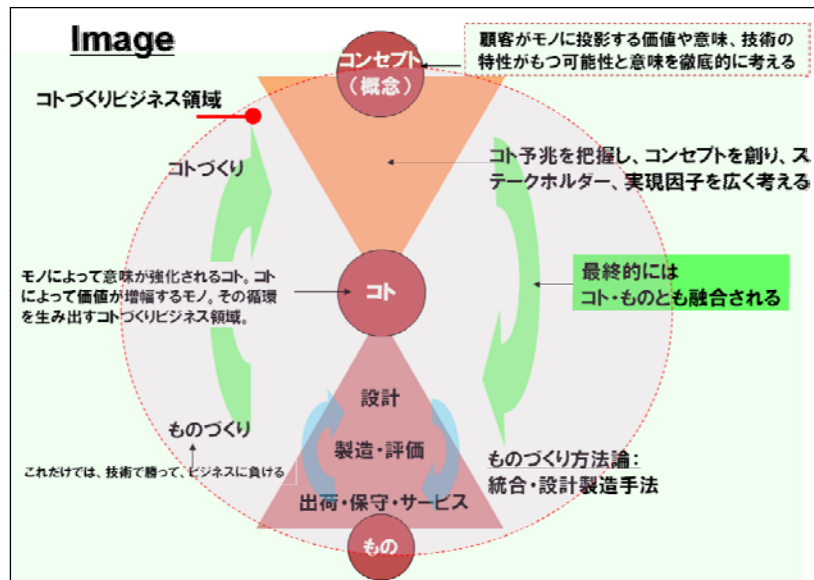 Image
コンセプト
（概念）
顧客がモノに投影する価値や意味、技術の
特性がもつ可能性と意味を徹底的に考える
コトづくりビジネス領域
コトづくり
コト予兆を把握し、コンセプトを創り、ス
テークホルダー、実現因子を広く考える
モノによって意味が強化されるコト。コト
によって価値が増幅するモノ。その循環
を生み出すコトづくりビジネス領域。
コト
最終的には
コト・ものとも融合される
設計
ものづくり
製造・評価
これだけでは、技術で勝って、ビジネスに負ける
ものづくり方法論：
統合・設計製造手法
出荷・保守・サービス
もの